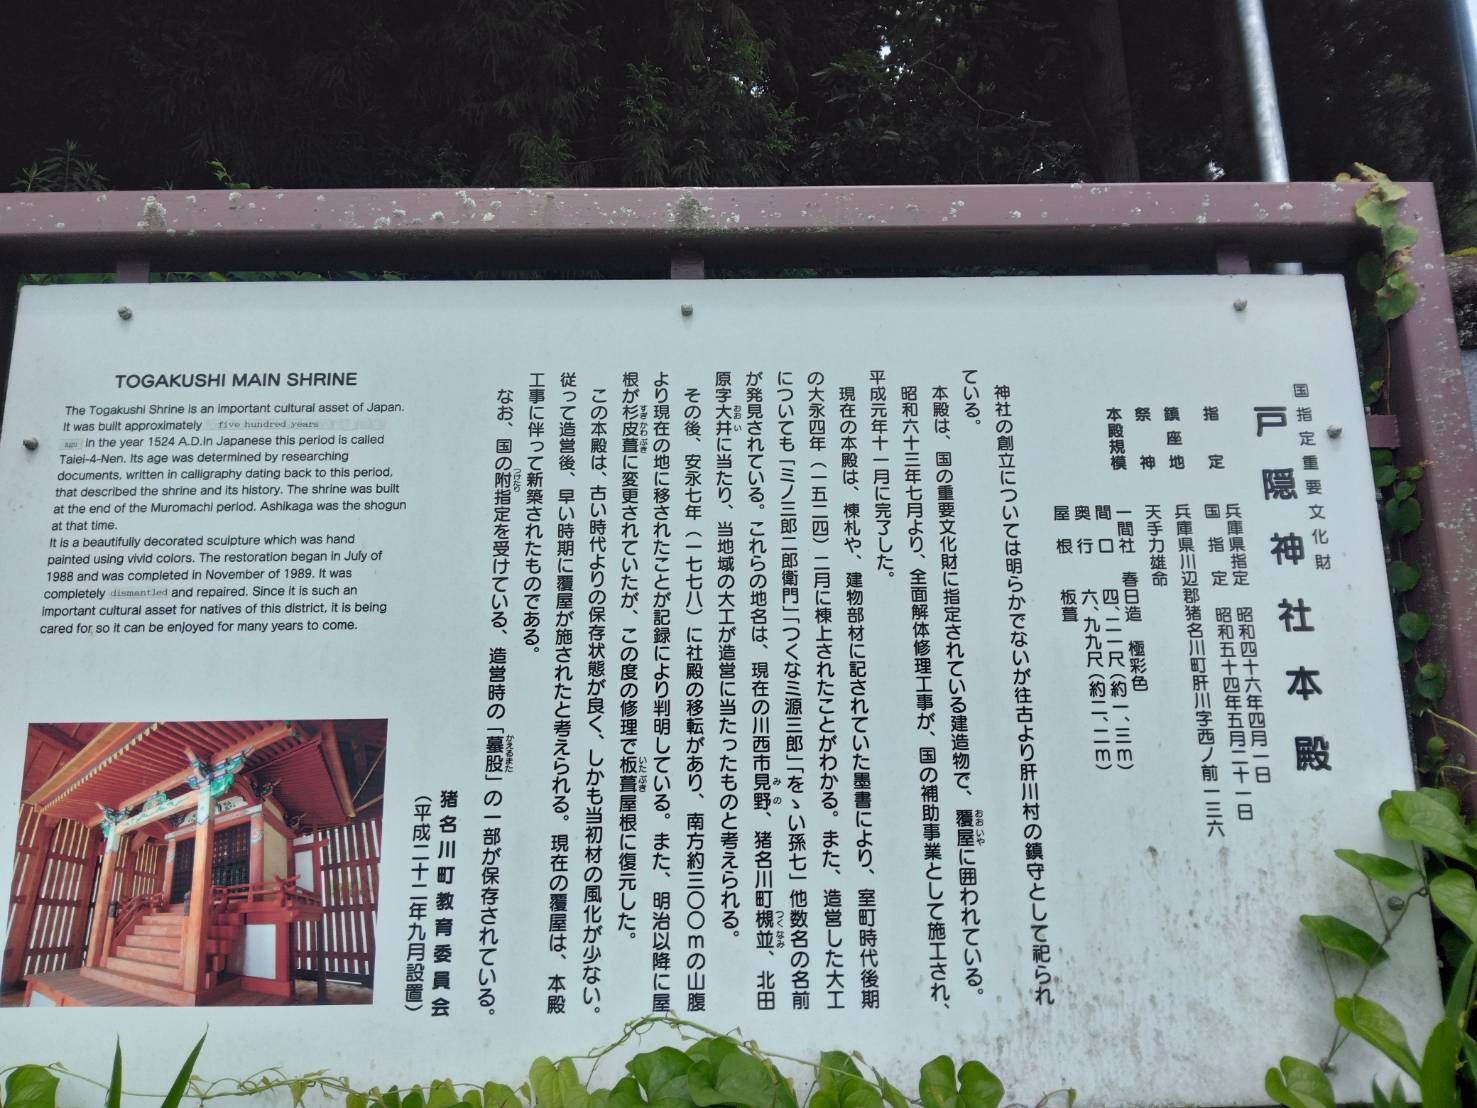 国指定重要文化財
戸隠神社本殿
指定 兵庫県指定 昭和四十六年四月一日
国指定 昭和五十四年五月二十一日
鎮座地 兵庫県川辺郡猪名川町肝川字西ノ前一三六
祭神 天手力雄命
本殿規模 一間社 春日造 極彩色
間口 四、二一尺(約一、三m)
奥行 六、九九尺(約二、二m)
屋根 板葺
神社の創立については明らかでないが往古より肝川村の鎮守として祀られ
ている。
本殿は、国の重要文化財に指定されている建造物で、覆屋に囲われている。
昭和六十三年七月より、全面解体修理工事が、国の補助事業として施工され、
平成元年十一月に完了した。
現在の本殿は、棟札や、建物部材に記されていた墨書により、室町時代後期
の大永四年(一五二四)二月に棟上されたことがわかる。また、造営した大工
についても「ミノ三郎二郎衛門」「つくなミ源三郎」「をゝい孫七」他数名の名前
が発見されている。これらの地名は、現在の川西市見野、猪名川町槻並、北田
原字大井に当たり、当地域の大工が造営に当たったものと考えられる。
その後、安永七年(一七七八)に社殿の移転があり、南方約三〇〇mの山腹
より現在の地に移されたことが記録により判明している。また、明治以降に屋
根が杉皮葺に変更されていたが、この度の修理で板葺屋根に復元した。
この本殿は、古い時代よりの保存状態が良く、しかも当初材の風化が少ない。
従って造営後、早い時期に覆屋が施されたと考えられる。現在の覆屋は、本殿
工事に伴って新築されたものである。
なお、国の附指定を受けている、造営時の「蟇股」の一部が保存されている。
猪名川町教育委員会
(平成二十二年九月設置)
TOGAKUSHI MAIN SHRINE
The Togakushi Shrine is an important cultural asset of Japan.
It was built approximately five hundred years
ago in the year 1524 A.D.In Japanese this period is called
Taiei-4-Nen. Its age was determined by researching
documents, written in calligraphy dating back to this period,
that described the shrine and its history. The shrine was built
at the end of the Muromachi period. Ashikaga was the shogun
at that time.
It is a beautifully decorated sculpture which was hand
painted using vivid colors. The restoration began in July of
1988 and was completed in November of 1989. It was
completely dismantled and repaired. Since it is such an
important cultural asset for natives of this district, it is being
cared for so it can be enjoyed for many years to come.